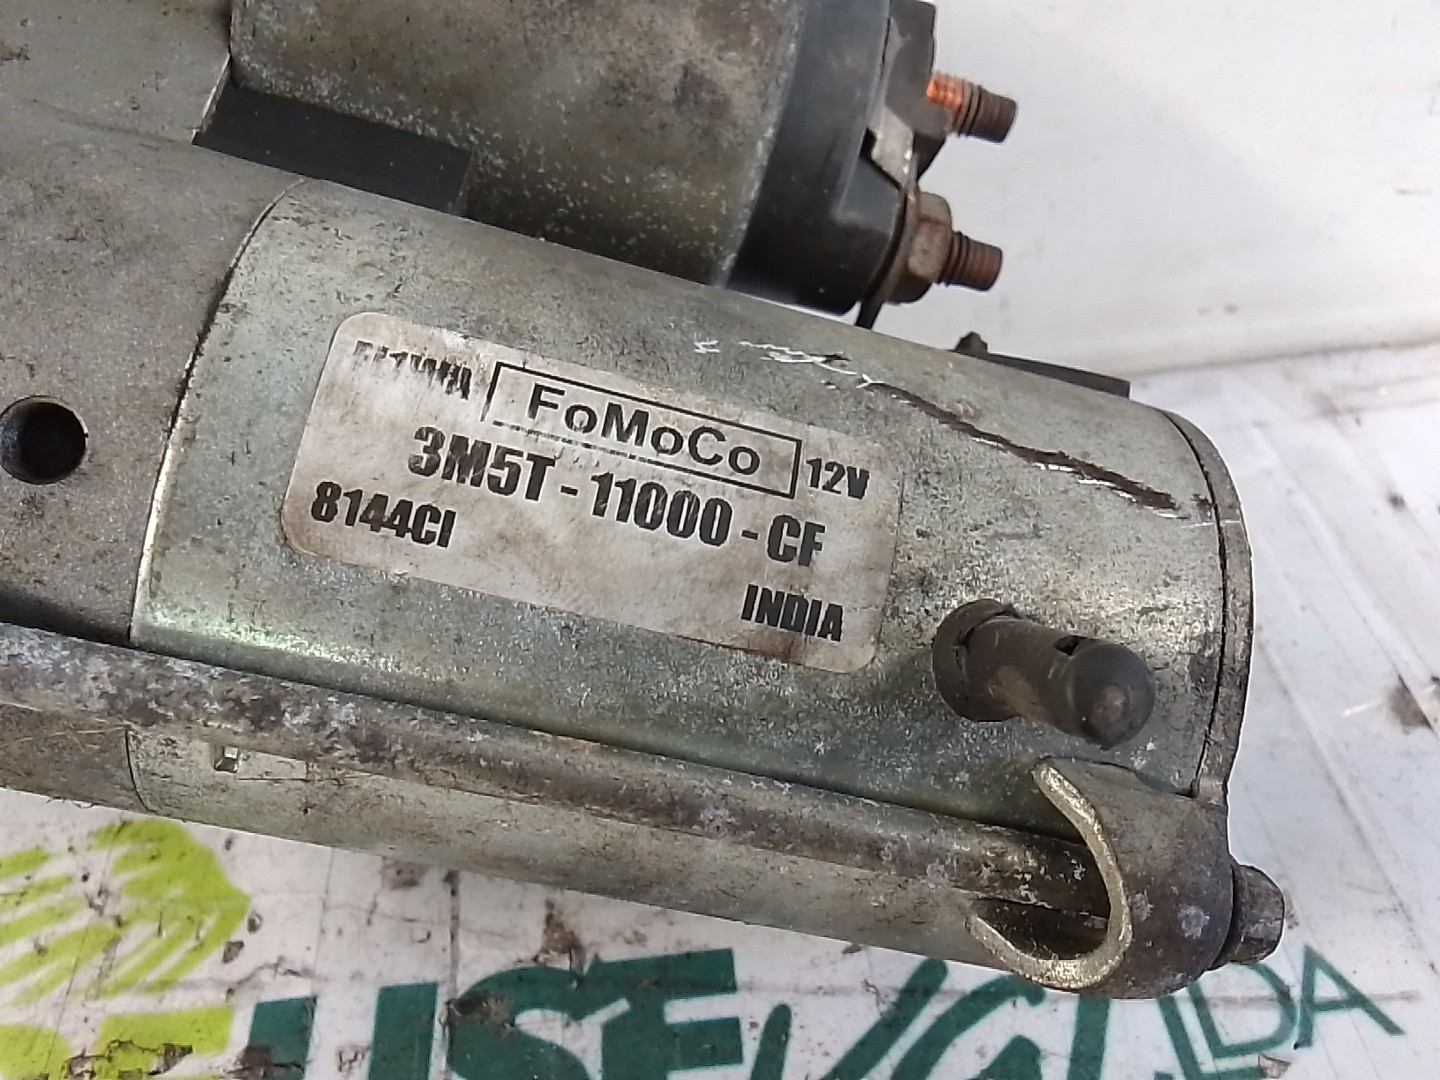 FoMoCo 12V
3M5T-11000-CF
8144CI
INDIA